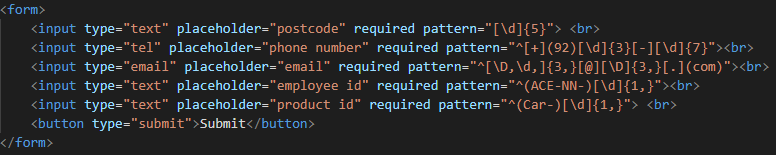 <form>
<input type="text" placeholder="postcode" required pattern="[\d]{5}"> <br>
<input type="tel" placeholder="phone number" required pattern="^[+](92)[\d]{3}[-][\d]{7}"><br>
<input type="email" placeholder="email" required pattern="^[\D,\d,]{3,}[@][\D]{3,}[.](com)"><br>
<input type="text" placeholder="employee id" required pattern="^(ACE-NN-)[\d]{1,}"><br>
<input type="text" placeholder="product id" required pattern="^(Car-)[\d]{1,}"> <br>
<button type="submit">Submit</button>
</form>